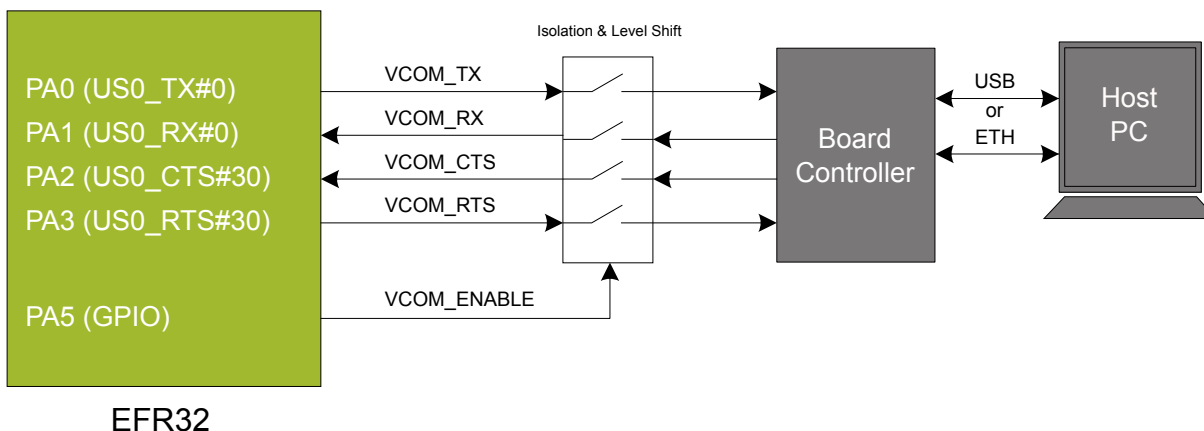 Isolation & Level Shift
PA0 (US0_TX#0)
VCOM_TX
PA1 (US0_RX#0)
VCOM_RX
PA2 (US0_CTS#30)
VCOM_CTS
PA3 (US0_RTS#30)
VCOM_RTS
PA5 (GPIO)
VCOM_ENABLE
Board
Controller
USB
or
ETH
Host
PC
EFR32